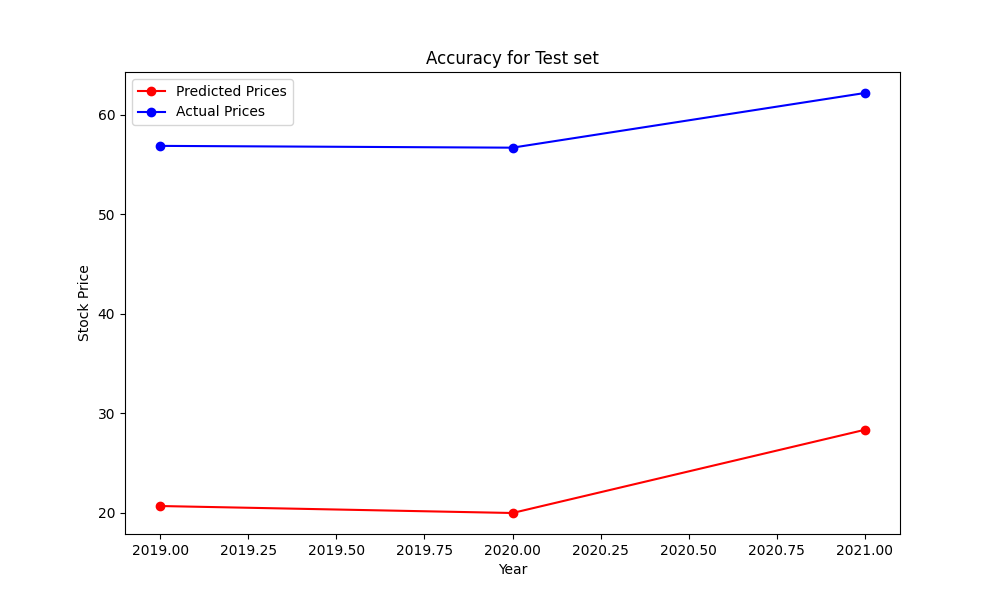 Accuracy for Test set
Predicted Prices
Actual Prices
60
50
40
30
20
Stock Price
2019.00 2019.25 2019.50 2019.75 2020.00 2020.25 2020.50 2020.75 2021.00
Year